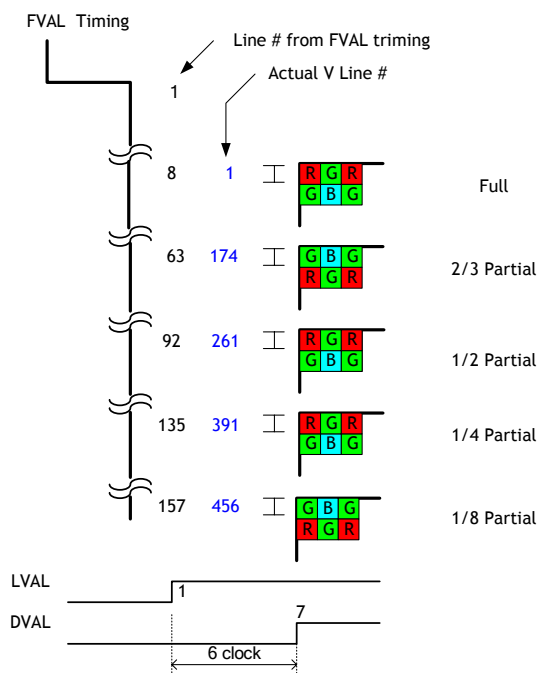 FVAL Timing
Line # from FVAL triming
Actual V Line #
1
8 1 R G R Full
G B G
63 174 G B G 2/3 Partial
R G R
92 261 R G R 1/2 Partial
G B G
135 391 R G R 1/4 Partial
G B G
157 456 G B G 1/8 Partial
R G R
LVAL 1
DVAL 7
6 clock